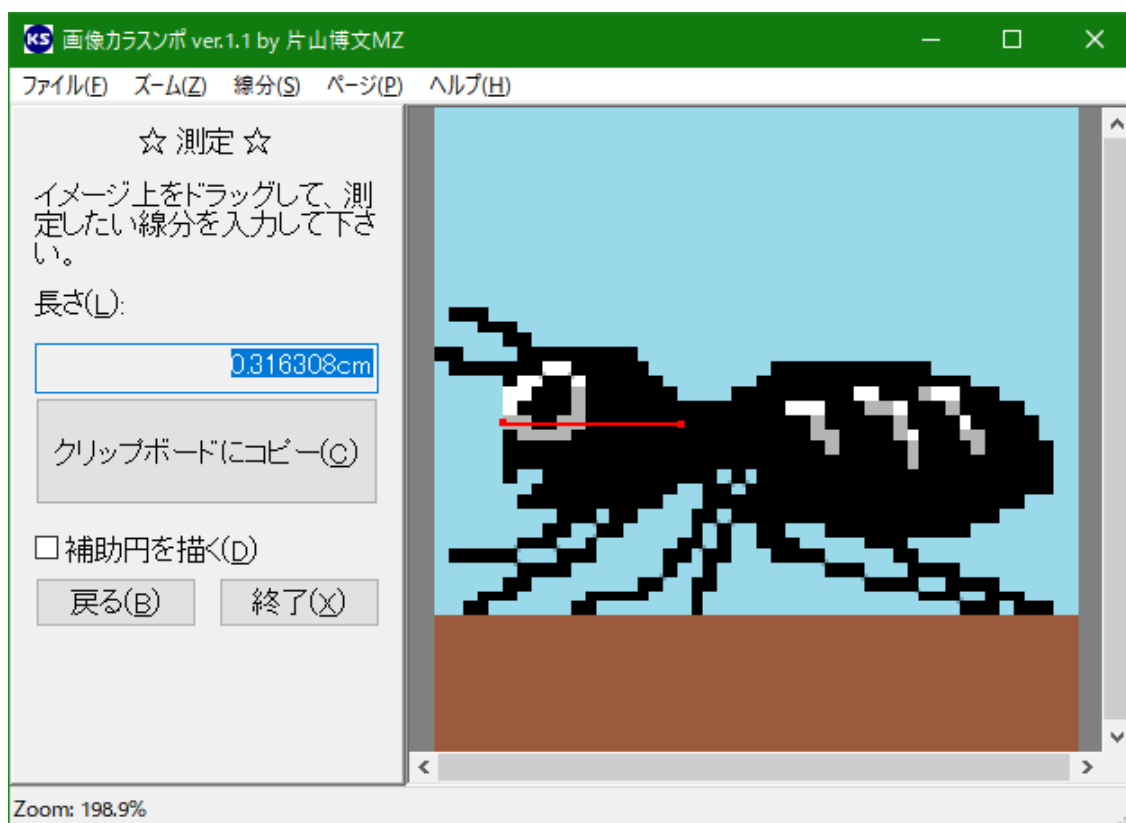 KS 画像カラスンポ ver.1.1 by 片山博文MZ
ファイル(F) ズーム(Z) 線分(S) ページ(P) ヘルプ(H)
☆ 測定 ☆
イメージ上をドラッグして、測
定したい線分を入力して下さ
い。
長さ(L):
0.316308cm
クリップボードにコピー(C)
補助円を描く(D)
戻る(B) 終了(X)
Zoom: 198.9%